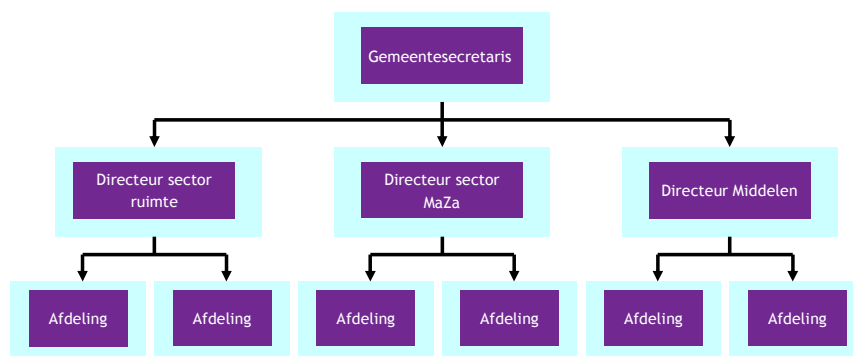 Gemeentesecretaris
Directeur sector
ruimte
Directeur sector
MaZa
Directeur Middelen
Afdeling
Afdeling
Afdeling
Afdeling
Afdeling
Afdeling